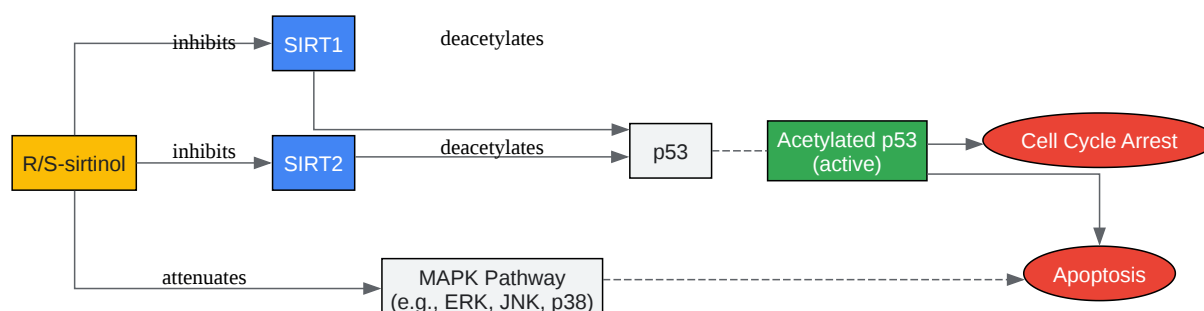 inhibits
SIRT1
deacetylates
R/S-sirtinol
inhibits
SIRT2
deacetylates
p53
Acetylated p53
(active)
Cell Cycle Arrest
attenuates
MAPK Pathway
(e.g., ERK, JNK, p38)
Apoptosis